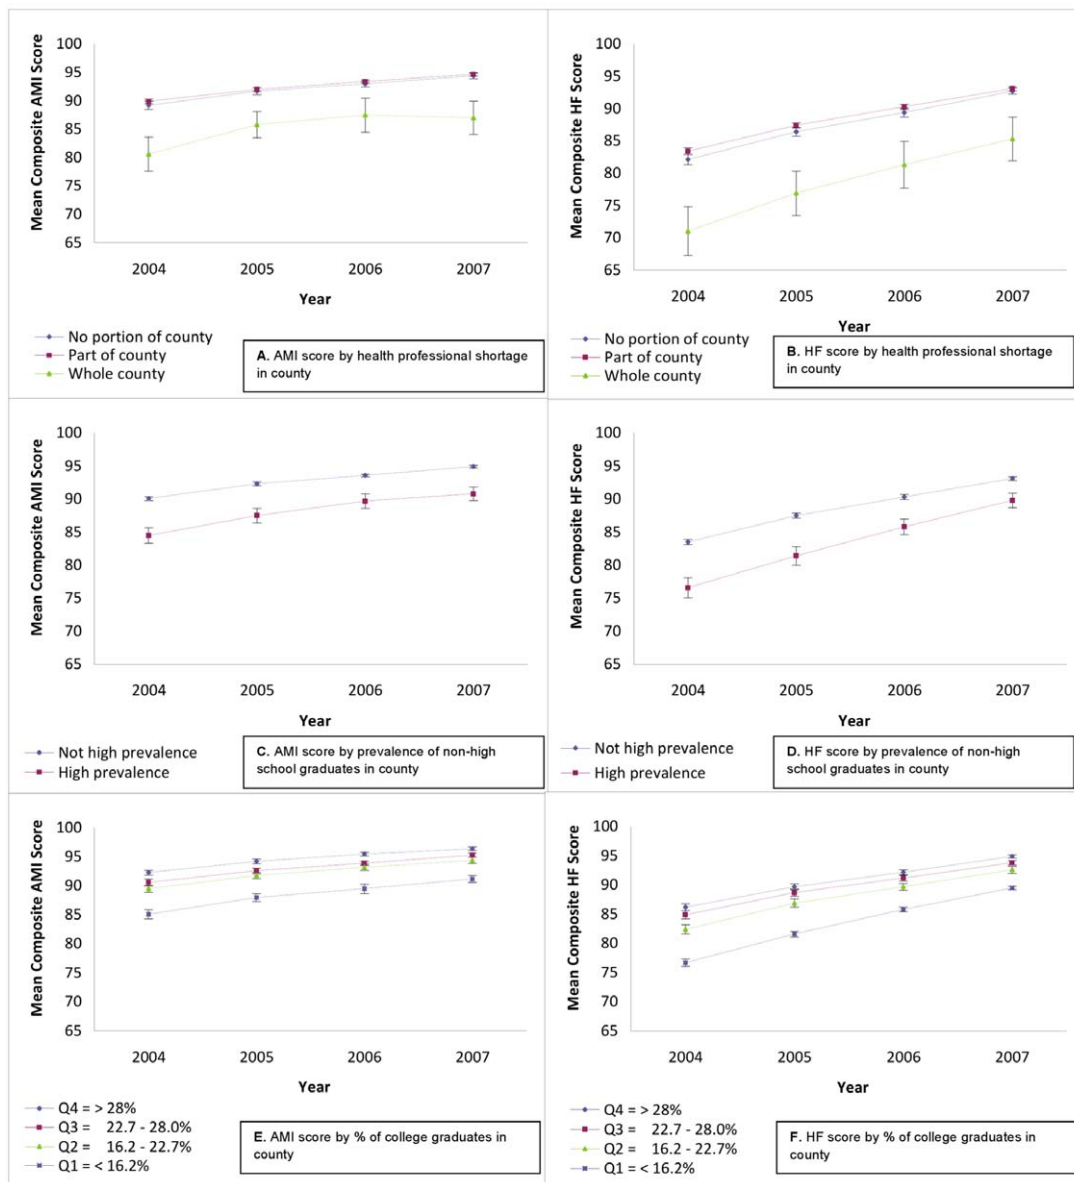 100
95
90
85
80
75
70
65
Mean Composite AMI Score
2004 2005 2006 2007
Year
No portion of county
Part of county
Whole county
A. AMI score by health professional shortage
in county
100
95
90
85
80
75
70
65
Mean Composite HF Score
2004 2005 2006 2007
Year
No portion of county
Part of county
Whole county
B. HF score by health professional shortage
in county
100
95
90
85
80
75
70
65
Mean Composite AMI Score
2004 2005 2006 2007
Year
Not high prevalence
High prevalence
C. AMI score by prevalence of non-high
school graduates in county
100
95
90
85
80
75
70
65
Mean Composite HF Score
2004 2005 2006 2007
Year
Not high prevalence
High prevalence
D. HF score by prevalence of non-high
school graduates in county
100
95
90
85
80
75
70
65
Mean Composite AMI Score
2004 2005 2006 2007
Year
Q4 = > 28%
Q3 = 22.7 - 28.0%
Q2 = 16.2 - 22.7%
Q1 = < 16.2%
E. AMI score by % of college graduates in
county
100
95
90
85
80
75
70
65
Mean Composite HF Score
2004 2005 2006 2007
Year
Q4 = > 28%
Q3 = 22.7 - 28.0%
Q2 = 16.2 - 22.7%
Q1 = < 16.2%
F. HF score by % of college graduates in
county